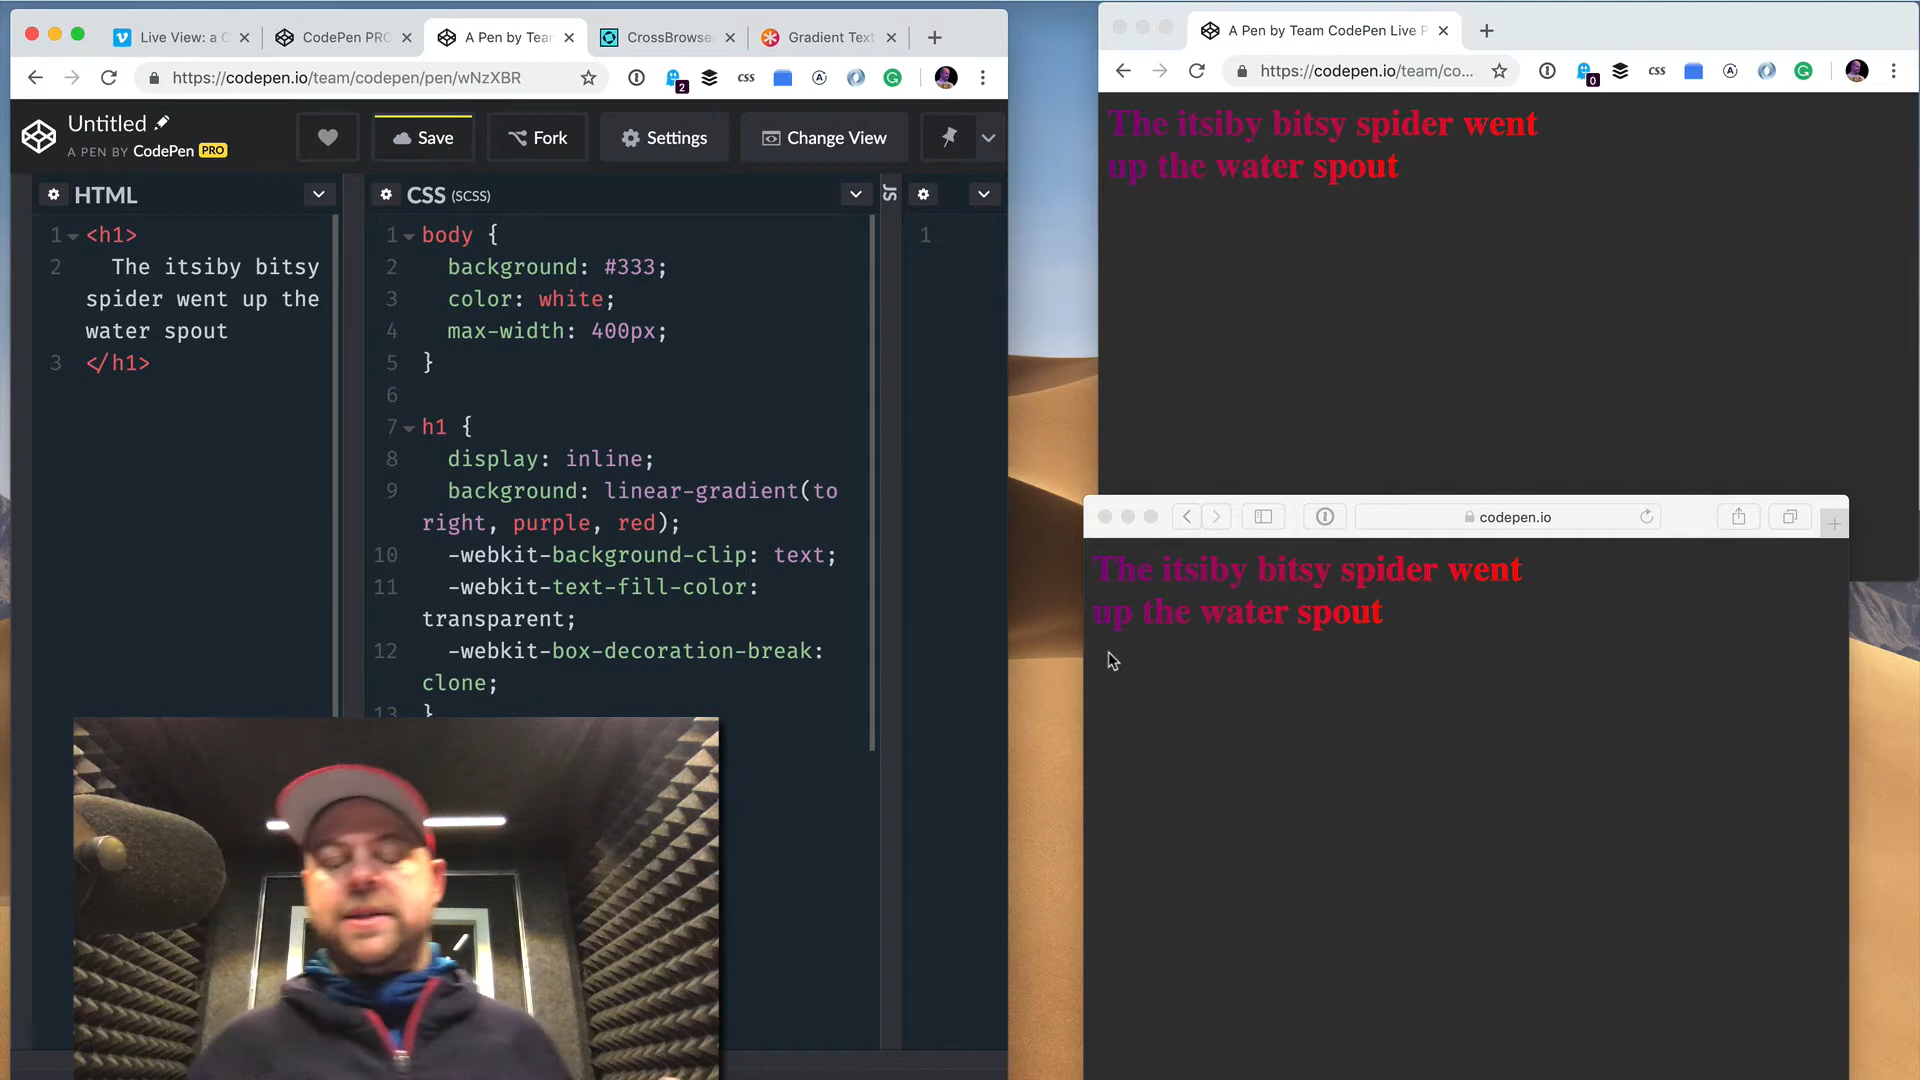 Live View: a C
CodePen PRO
A Pen by Tear
CrossBrowse
Gradient Text
A Pen by Team CodePen Live P
https://codepen.io/team/codepen/pen/wNzXBR
2
css
https://codepen.io/team/co...
0
css
Untitled
A PEN BY CodePen PRO
Save
Fork
Settings
Change View
HTML
CSS (SCSS)
JS
1 <h1>
2 The itsiby bitsy
spider went up the
water spout
3 </h1>
1 body {
2 background: #333;
3 color: white;
4 max-width: 400px;
5 }
6
7 h1 {
8 display: inline;
9 background: linear-gradient(to
right, purple, red);
10 -webkit-background-clip: text;
11 -webkit-text-fill-color:
transparent;
12 -webkit-box-decoration-break:
clone;
13 }
1
The itsiby bitsy spider went
up the water spout
codepen.io
The itsiby bitsy spider went
up the water spout